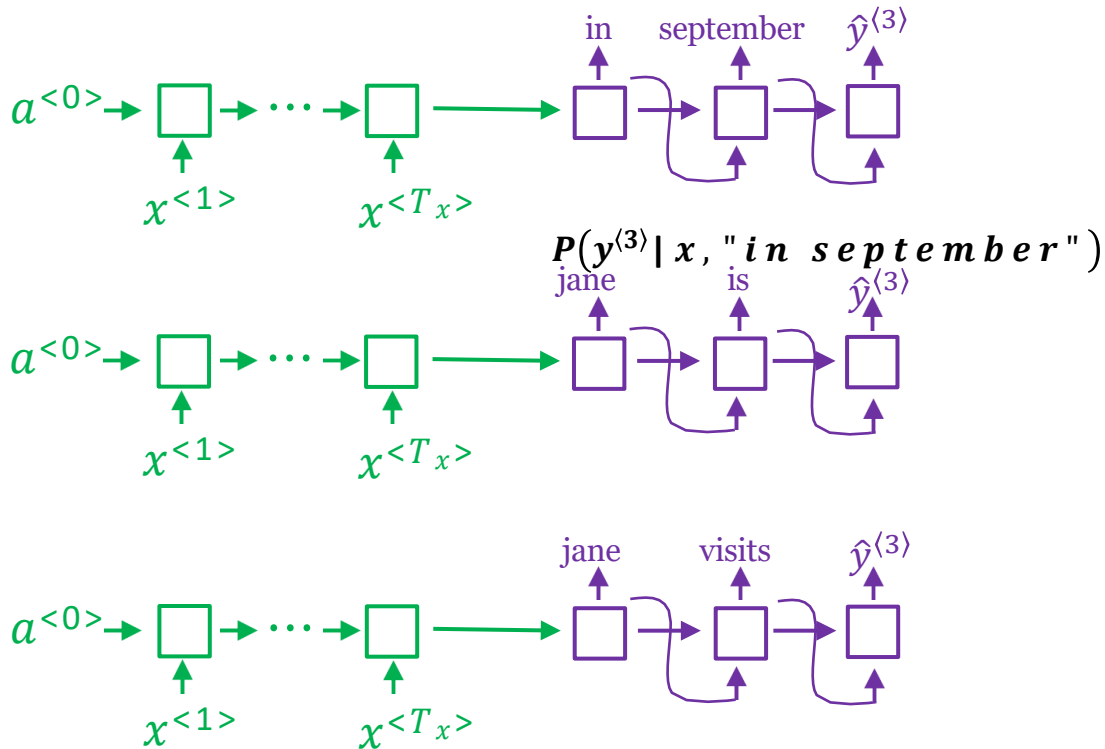 in september ŷ⟨3⟩
a<0> ...
x<1> x<Tx>
P(y⟨3⟩| x, "in september")
jane is ŷ⟨3⟩
a<0> ...
x<1> x<Tx>
jane visits ŷ⟨3⟩
a<0> ...
x<1> x<Tx>